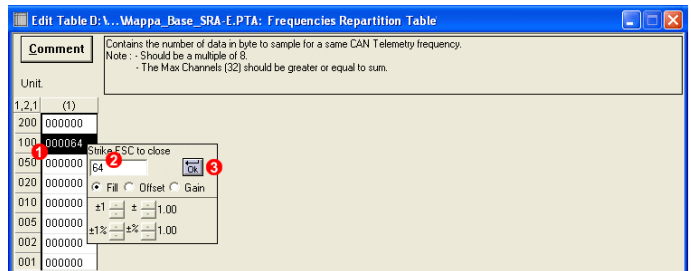 Edit Table D:\...\Mappa_Base_SRA-E.PTA: Frequencies Repartition Table
Comment
Contains the number of data in byte to sample for a same CAN Telemetry frequency.
Note : - Should be a multiple of 8.
- The Max Channels (32) should be greater or equal to sum.
Unit.
1,2,1 (1)
200 000000
100 000064
Strike ESC to close
1
2
050 000000
64
Ok
3
020 000000
Fill Offset Gain
010 000000
±1 ± 1.00
005 000000
±1% ±% 1.00
002 000000
001 000000